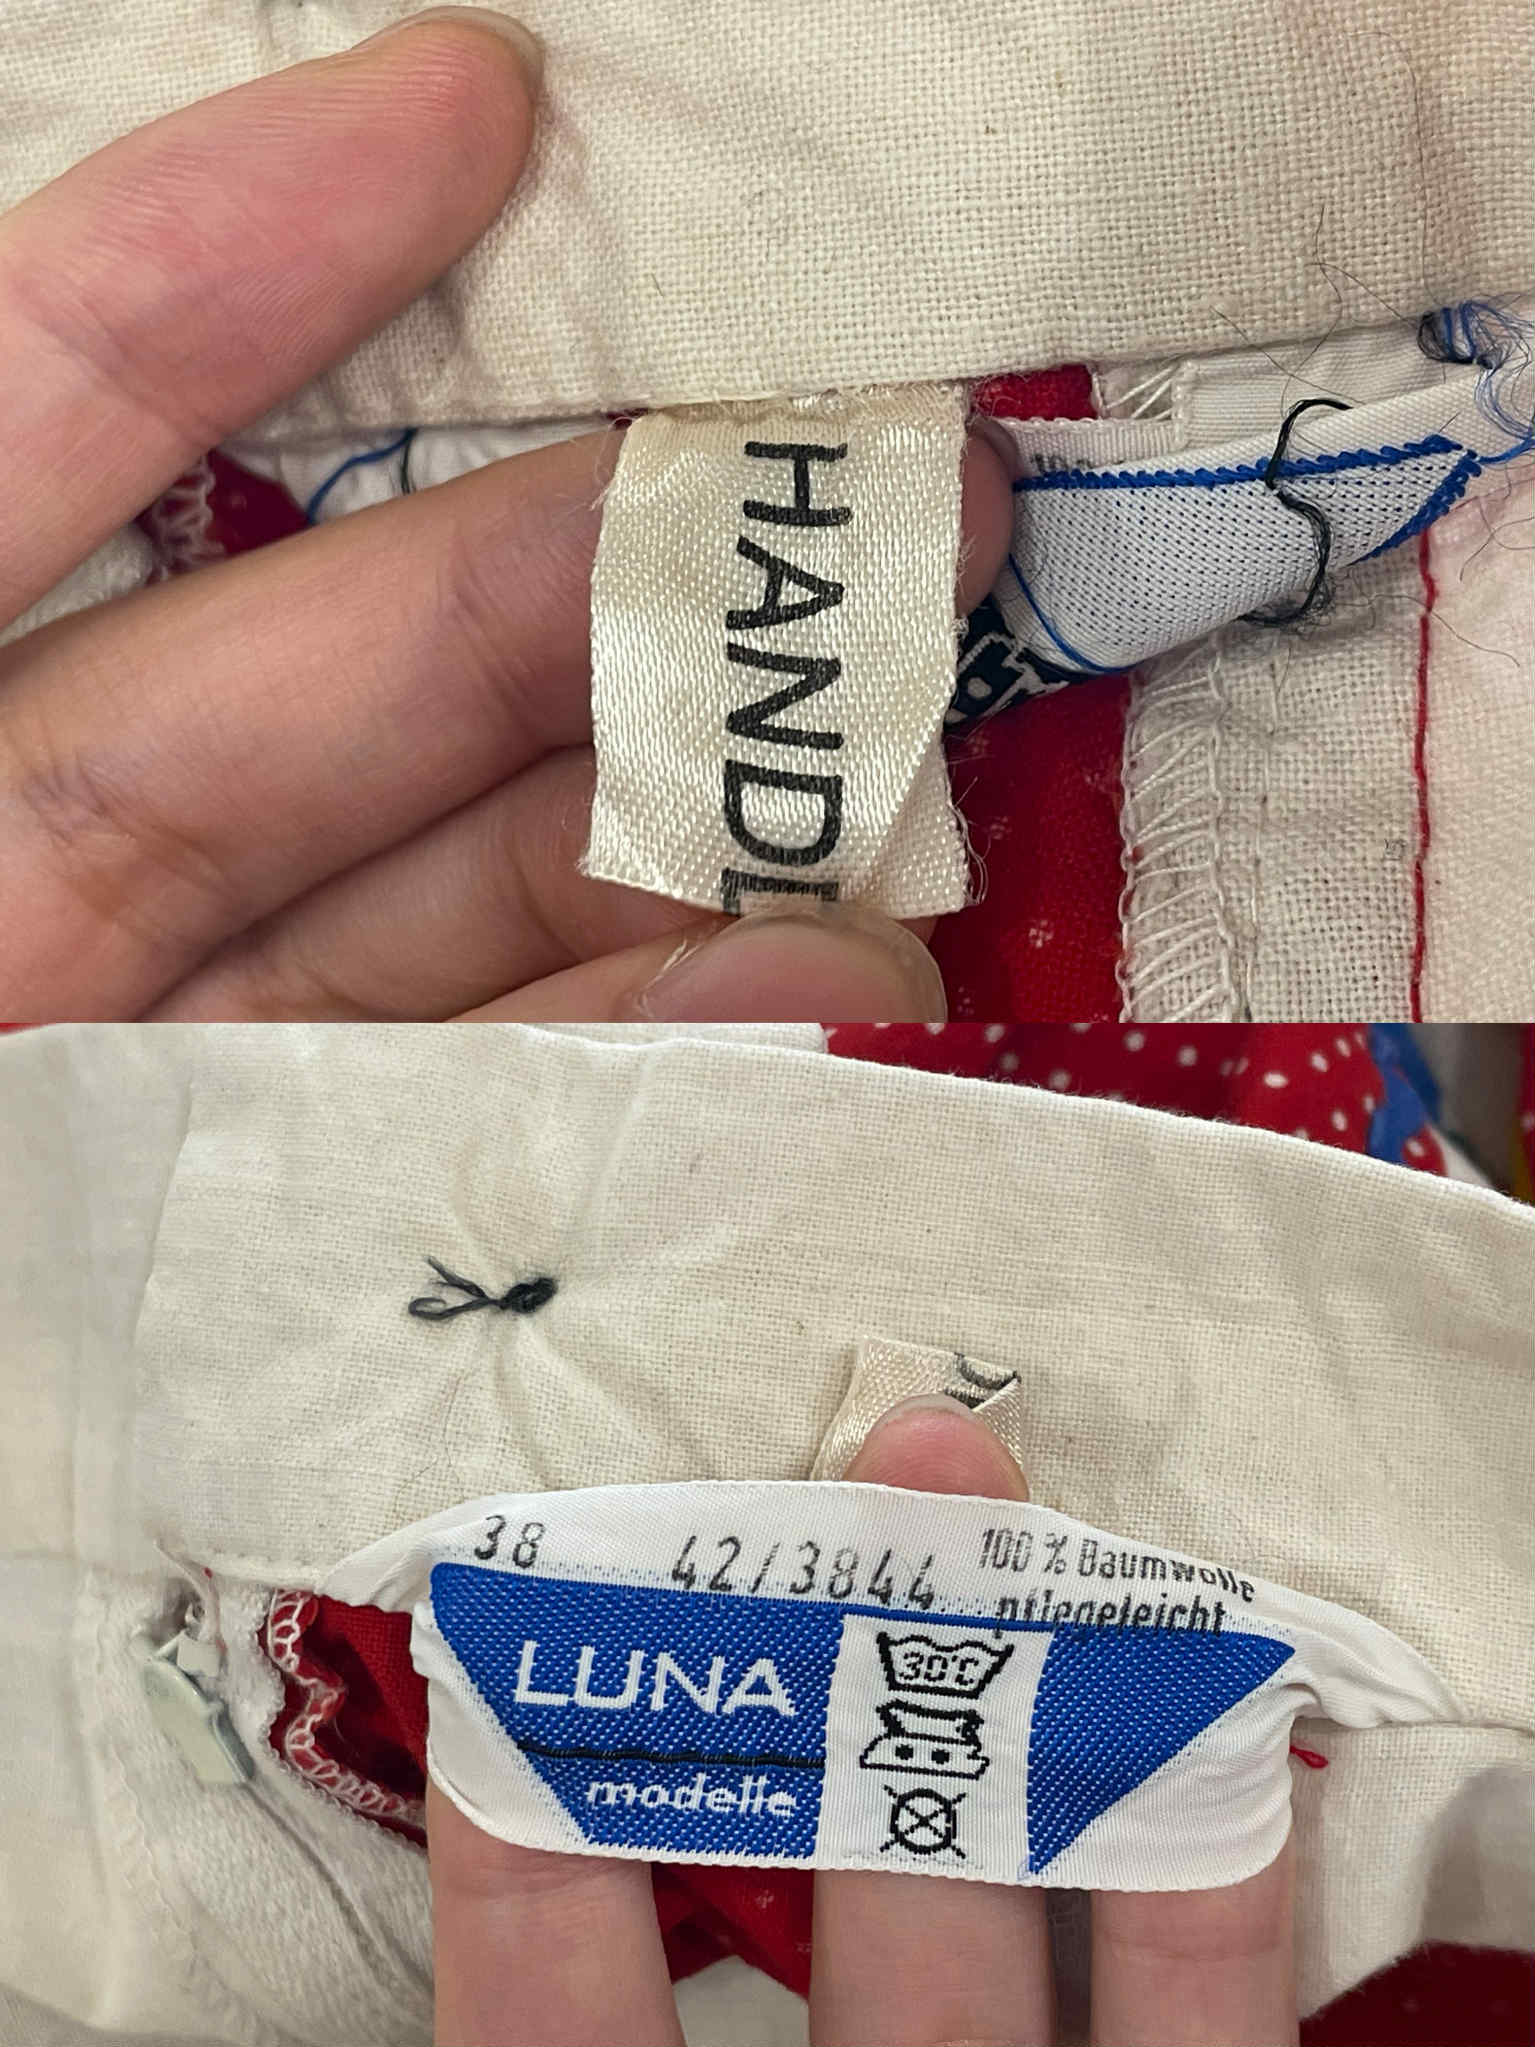 HAND
38 42/3844 100 % Baumwolle
pflegeleicht
LUNA
modelle
30°C